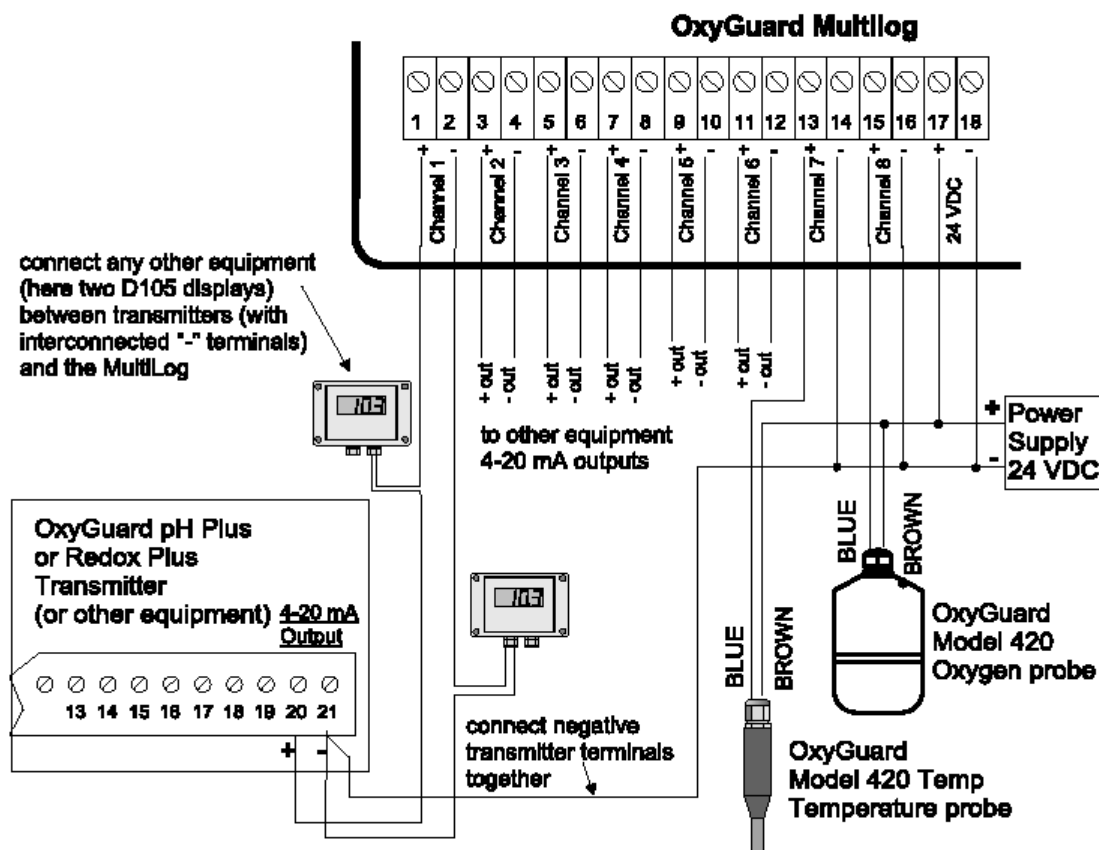 OxyGuard Multilog
1 2 3 4 5 6 7 8 9 10 11 12 13 14 15 16 17 18
+ - + - + - + - + - + - + - + - + -
Channel 1
Channel 2
Channel 3
Channel 4
Channel 5
Channel 6
Channel 7
Channel 8
24 VDC
connect any other equipment
(here two D105 displays)
between transmitters (with
interconnected "-" terminals)
and the MultiLog
10.3
+ out
- out
+ out
- out
+ out
- out
+ out
- out
+ out
- out
to other equipment
4-20 mA outputs
+ Power
Supply
- 24 VDC
BLUE
BROWN
OxyGuard
Model 420
Oxygen probe
OxyGuard pH Plus
or Redox Plus
Transmitter
(or other equipment)
4-20 mA
Output
13 14 15 16 17 18 19 20 21
+ -
10.3
BLUE
BROWN
connect negative
transmitter terminals
together
OxyGuard
Model 420 Temp
Temperature probe